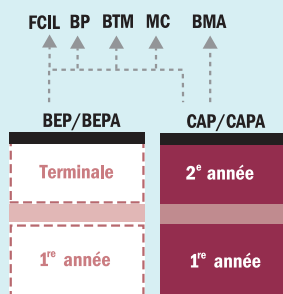 FCIL BP BTM MC BMA
BEP/BEPA CAP/CAPA
Terminale 2e année
1re année 1re année